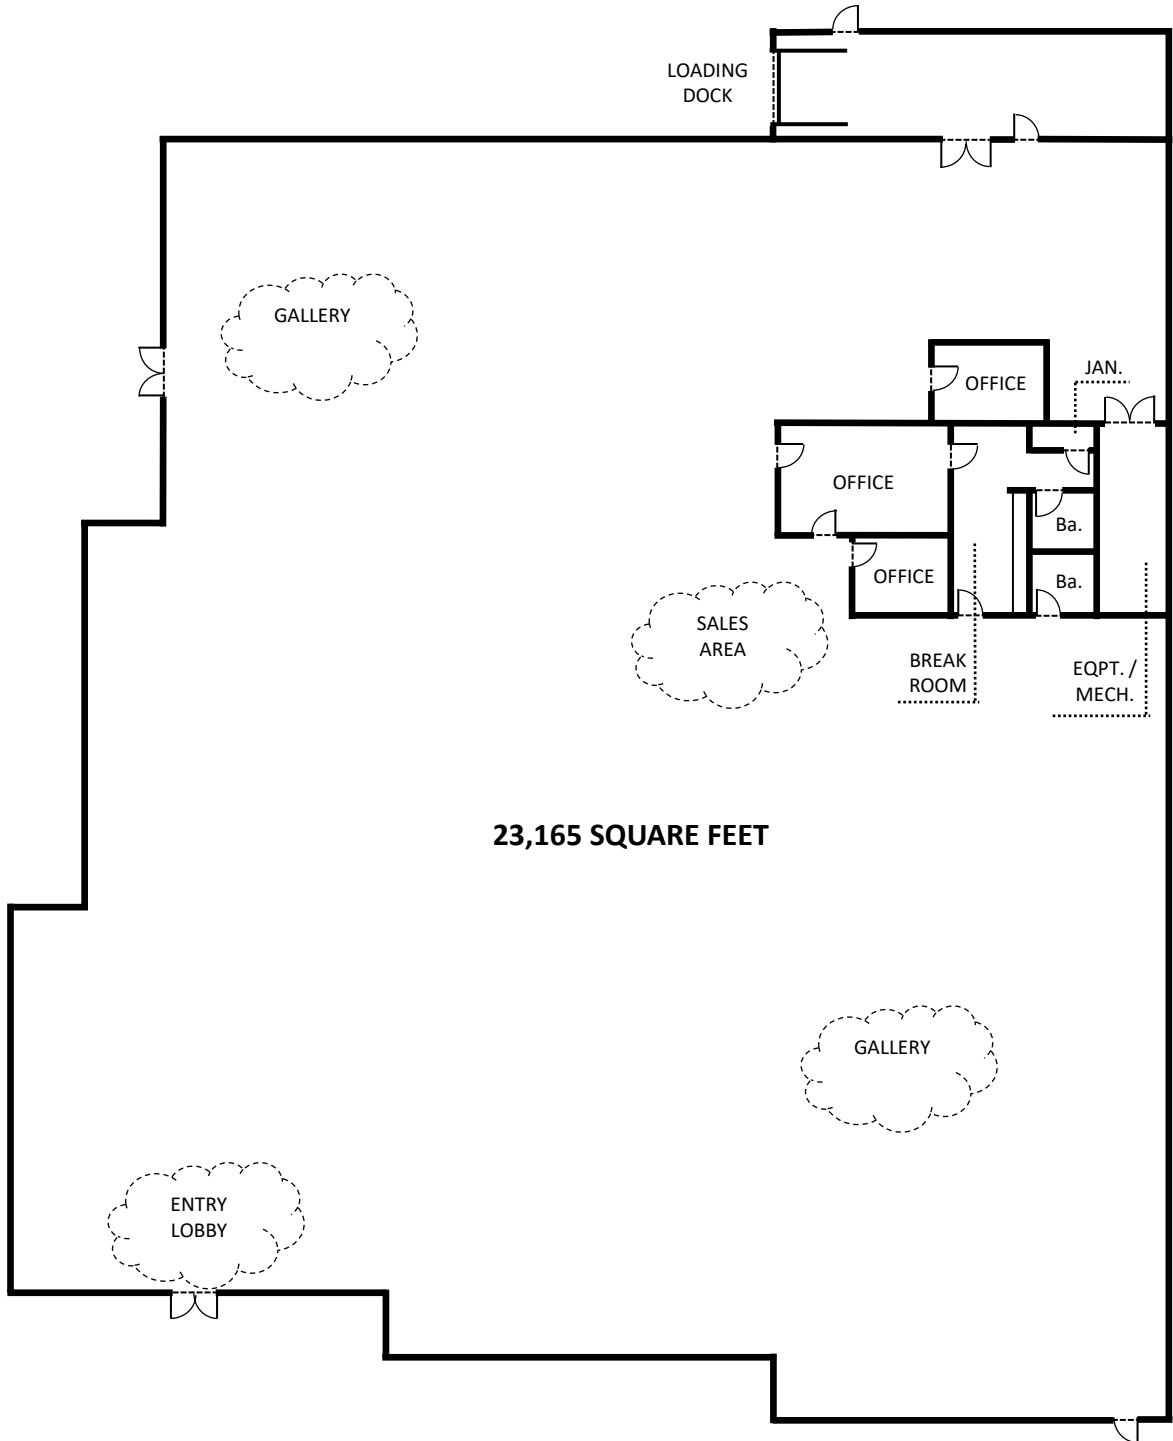 LOADING
DOCK
GALLERY
JAN.
OFFICE
OFFICE
Ba.
OFFICE
Ba.
SALES
AREA
BREAK
ROOM
EQPT. /
MECH.
23,165 SQUARE FEET
GALLERY
ENTRY
LOBBY